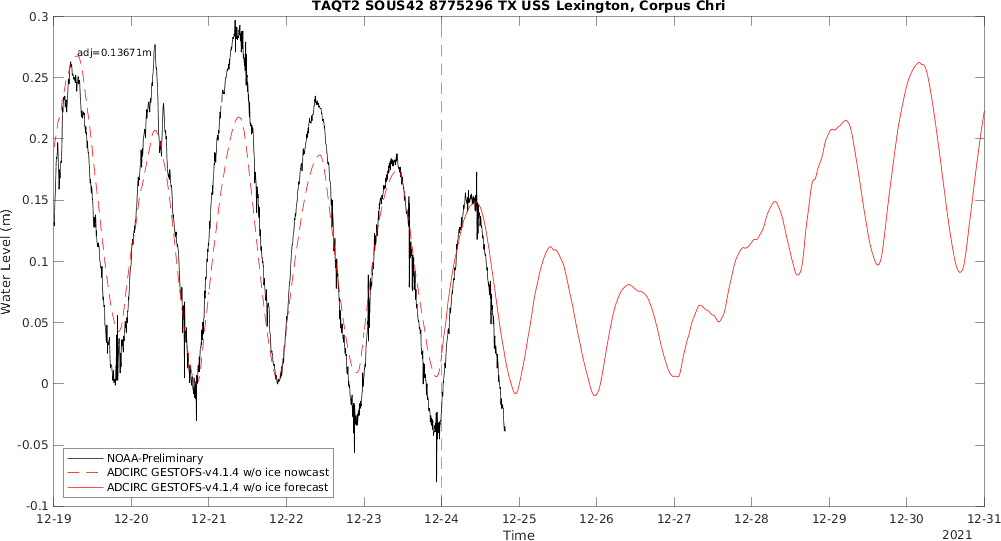 TAQT2 SOUS42 8775296 TX USS Lexington, Corpus Chri
adj=0.13671m
0.3
0.25
0.2
0.15
0.1
0.05
0
-0.05
-0.1
Water Level (m)
NOAA-Preliminary
ADCIRC GESTOFS-v4.1.4 w/o ice nowcast
ADCIRC GESTOFS-v4.1.4 w/o ice forecast
12-19 12-20 12-21 12-22 12-23 12-24 12-25 12-26 12-27 12-28 12-29 12-30 12-31
Time
2021